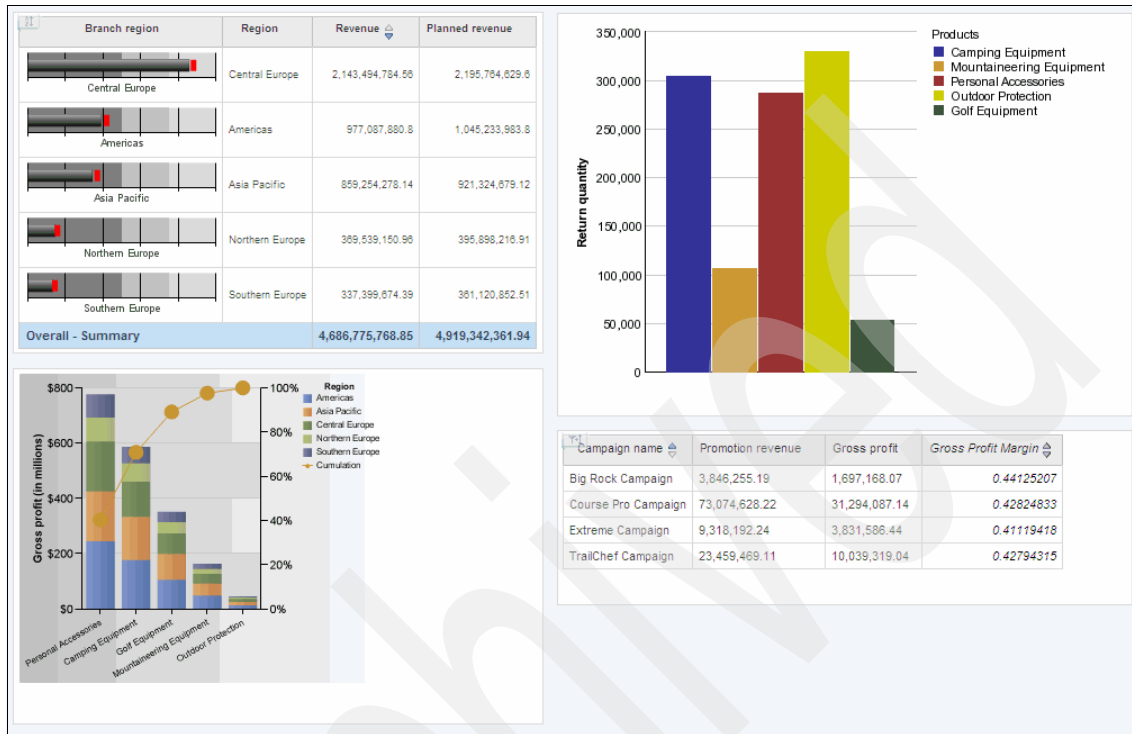 Branch region Region Revenue Planned revenue
Central Europe Central Europe 2,143,494,784.56 2,195,764,629.6
Americas Americas 977,087,880.8 1,045,233,983.8
Asia Pacific Asia Pacific 859,254,278.14 921,324,679.12
Northern Europe Northern Europe 369,539,150.96 395,898,216.91
Southern Europe Southern Europe 337,399,674.39 361,120,852.51
Overall - Summary 4,686,775,768.85 4,919,342,361.94
350,000
300,000
250,000
200,000
150,000
100,000
50,000
0
Return quantity
Products
Camping Equipment
Mountaineering Equipment
Personal Accessories
Outdoor Protection
Golf Equipment
$800
$600
$400
$200
$0
Gross profit (in millions)
100%
80%
60%
40%
20%
0%
Personal Accessories
Camping Equipment
Golf Equipment
Mountaineering Equipment
Outdoor Protection
Region
Americas
Asia Pacific
Central Europe
Northern Europe
Southern Europe
Cumulation
Campaign name Promotion revenue Gross profit Gross Profit Margin
Big Rock Campaign 3,846,255.19 1,697,168.07 0.44125207
Course Pro Campaign 73,074,628.22 31,294,087.14 0.42824833
Extreme Campaign 9,318,192.24 3,831,586.44 0.41119418
TrailChef Campaign 23,459,469.11 10,039,319.04 0.42794315